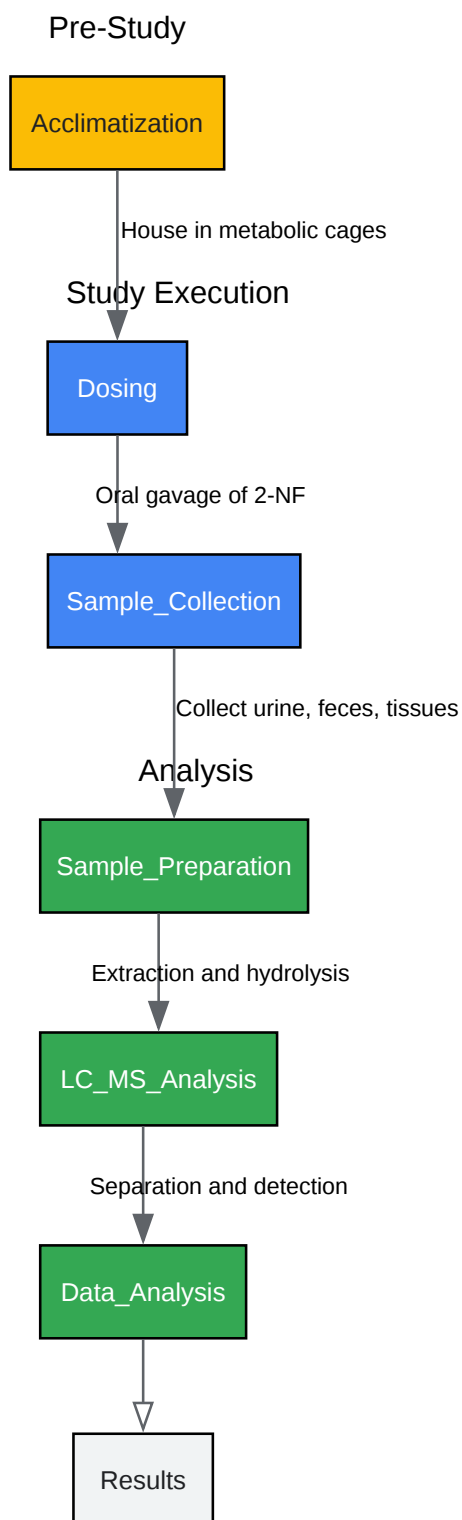 Pre-Study
Acclimatization
House in metabolic cages
Study Execution
Dosing
Oral gavage of 2-NF
Sample_Collection
Collect urine, feces, tissues
Analysis
Sample_Preparation
Extraction and hydrolysis
LC_MS_Analysis
Separation and detection
Data_Analysis
Results